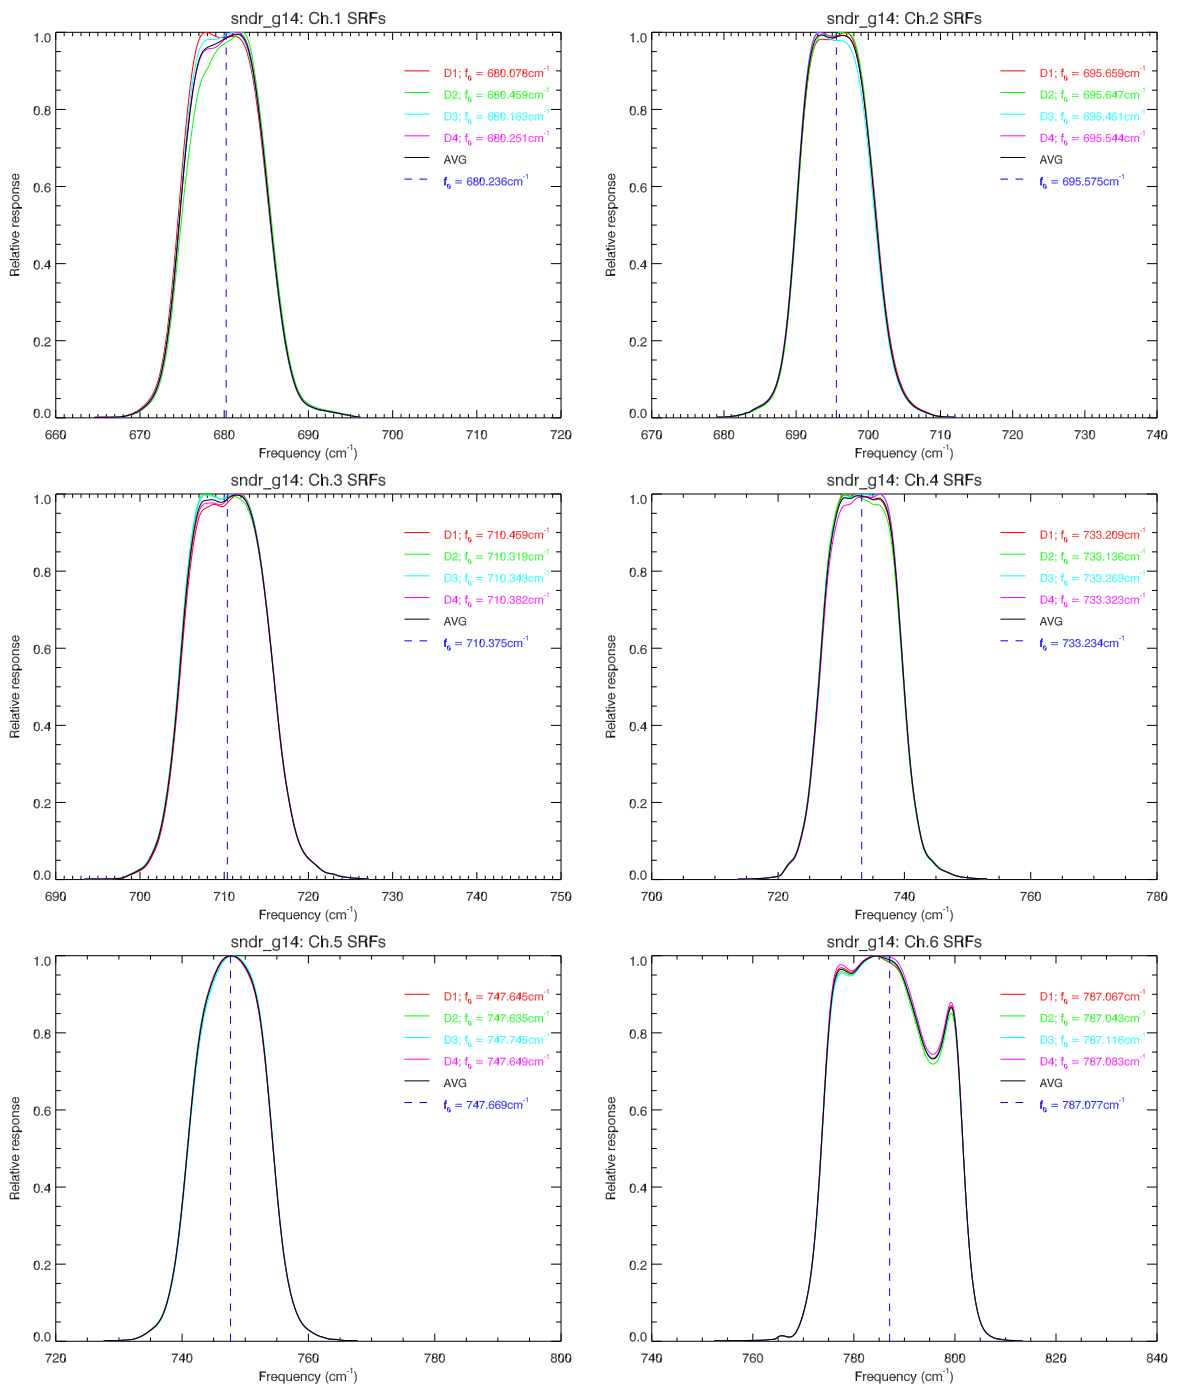 sndr_g14: Ch.1 SRFs
Relative response
1.0
0.8
0.6
0.4
0.2
0.0
D1; f₀ = 680.078cm⁻¹
D2; f₀ = 680.459cm⁻¹
D3; f₀ = 680.163cm⁻¹
D4; f₀ = 680.251cm⁻¹
AVG
f₀ = 680.236cm⁻¹
660 670 680 690 700 710 720
Frequency (cm⁻¹)
sndr_g14: Ch.2 SRFs
Relative response
1.0
0.8
0.6
0.4
0.2
0.0
D1; f₀ = 695.659cm⁻¹
D2; f₀ = 695.647cm⁻¹
D3; f₀ = 695.461cm⁻¹
D4; f₀ = 695.544cm⁻¹
AVG
f₀ = 695.575cm⁻¹
670 680 690 700 710 720 730 740
Frequency (cm⁻¹)
sndr_g14: Ch.3 SRFs
Relative response
1.0
0.8
0.6
0.4
0.2
0.0
D1; f₀ = 710.459cm⁻¹
D2; f₀ = 710.319cm⁻¹
D3; f₀ = 710.343cm⁻¹
D4; f₀ = 710.382cm⁻¹
AVG
f₀ = 710.375cm⁻¹
690 700 710 720 730 740 750
Frequency (cm⁻¹)
sndr_g14: Ch.4 SRFs
Relative response
1.0
0.8
0.6
0.4
0.2
0.0
D1; f₀ = 733.209cm⁻¹
D2; f₀ = 733.136cm⁻¹
D3; f₀ = 733.269cm⁻¹
D4; f₀ = 733.323cm⁻¹
AVG
f₀ = 733.234cm⁻¹
700 720 740 760 780
Frequency (cm⁻¹)
sndr_g14: Ch.5 SRFs
Relative response
1.0
0.8
0.6
0.4
0.2
0.0
D1; f₀ = 747.645cm⁻¹
D2; f₀ = 747.635cm⁻¹
D3; f₀ = 747.745cm⁻¹
D4; f₀ = 747.649cm⁻¹
AVG
f₀ = 747.669cm⁻¹
720 740 760 780 800
Frequency (cm⁻¹)
sndr_g14: Ch.6 SRFs
Relative response
1.0
0.8
0.6
0.4
0.2
0.0
D1; f₀ = 787.067cm⁻¹
D2; f₀ = 787.043cm⁻¹
D3; f₀ = 787.116cm⁻¹
D4; f₀ = 787.083cm⁻¹
AVG
f₀ = 787.077cm⁻¹
740 760 780 800 820 840
Frequency (cm⁻¹)